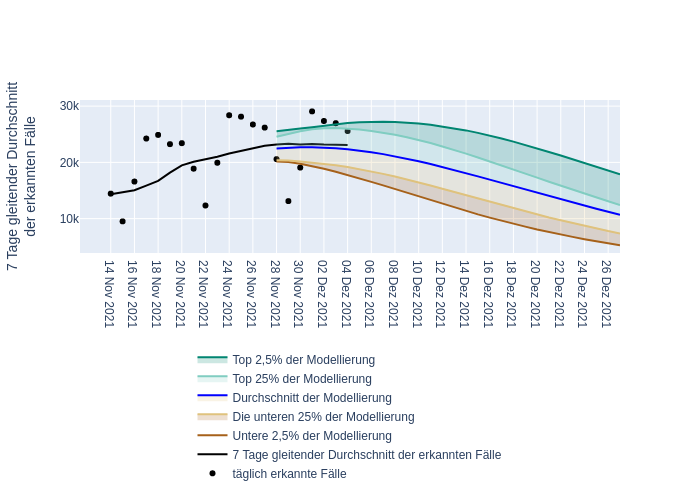 7 Tage gleitender Durchschnitt
der erkannten Fälle
30k
20k
10k
14 Nov 2021
16 Nov 2021
18 Nov 2021
20 Nov 2021
22 Nov 2021
24 Nov 2021
26 Nov 2021
28 Nov 2021
30 Nov 2021
02 Dez 2021
04 Dez 2021
06 Dez 2021
08 Dez 2021
10 Dez 2021
12 Dez 2021
14 Dez 2021
16 Dez 2021
18 Dez 2021
20 Dez 2021
22 Dez 2021
24 Dez 2021
26 Dez 2021
Top 2,5% der Modellierung
Top 25% der Modellierung
Durchschnitt der Modellierung
Die unteren 25% der Modellierung
Untere 2,5% der Modellierung
7 Tage gleitender Durchschnitt der erkannten Fälle
täglich erkannte Fälle